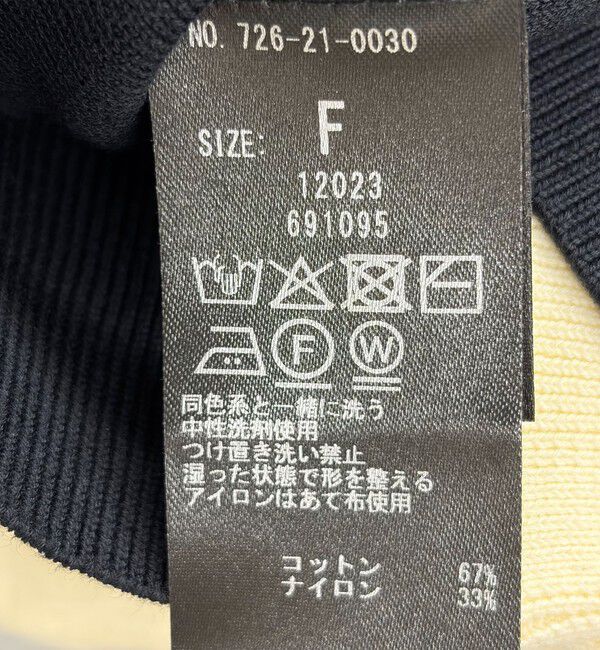 NO. 726-21-0030
SIZE: F
12023
691095
F W
同色系と一緒に洗う
中性洗剤使用
つけ置き洗い禁止
湿った状態で形を整える
アイロンはあて布使用
コットン 67%
ナイロン 33%